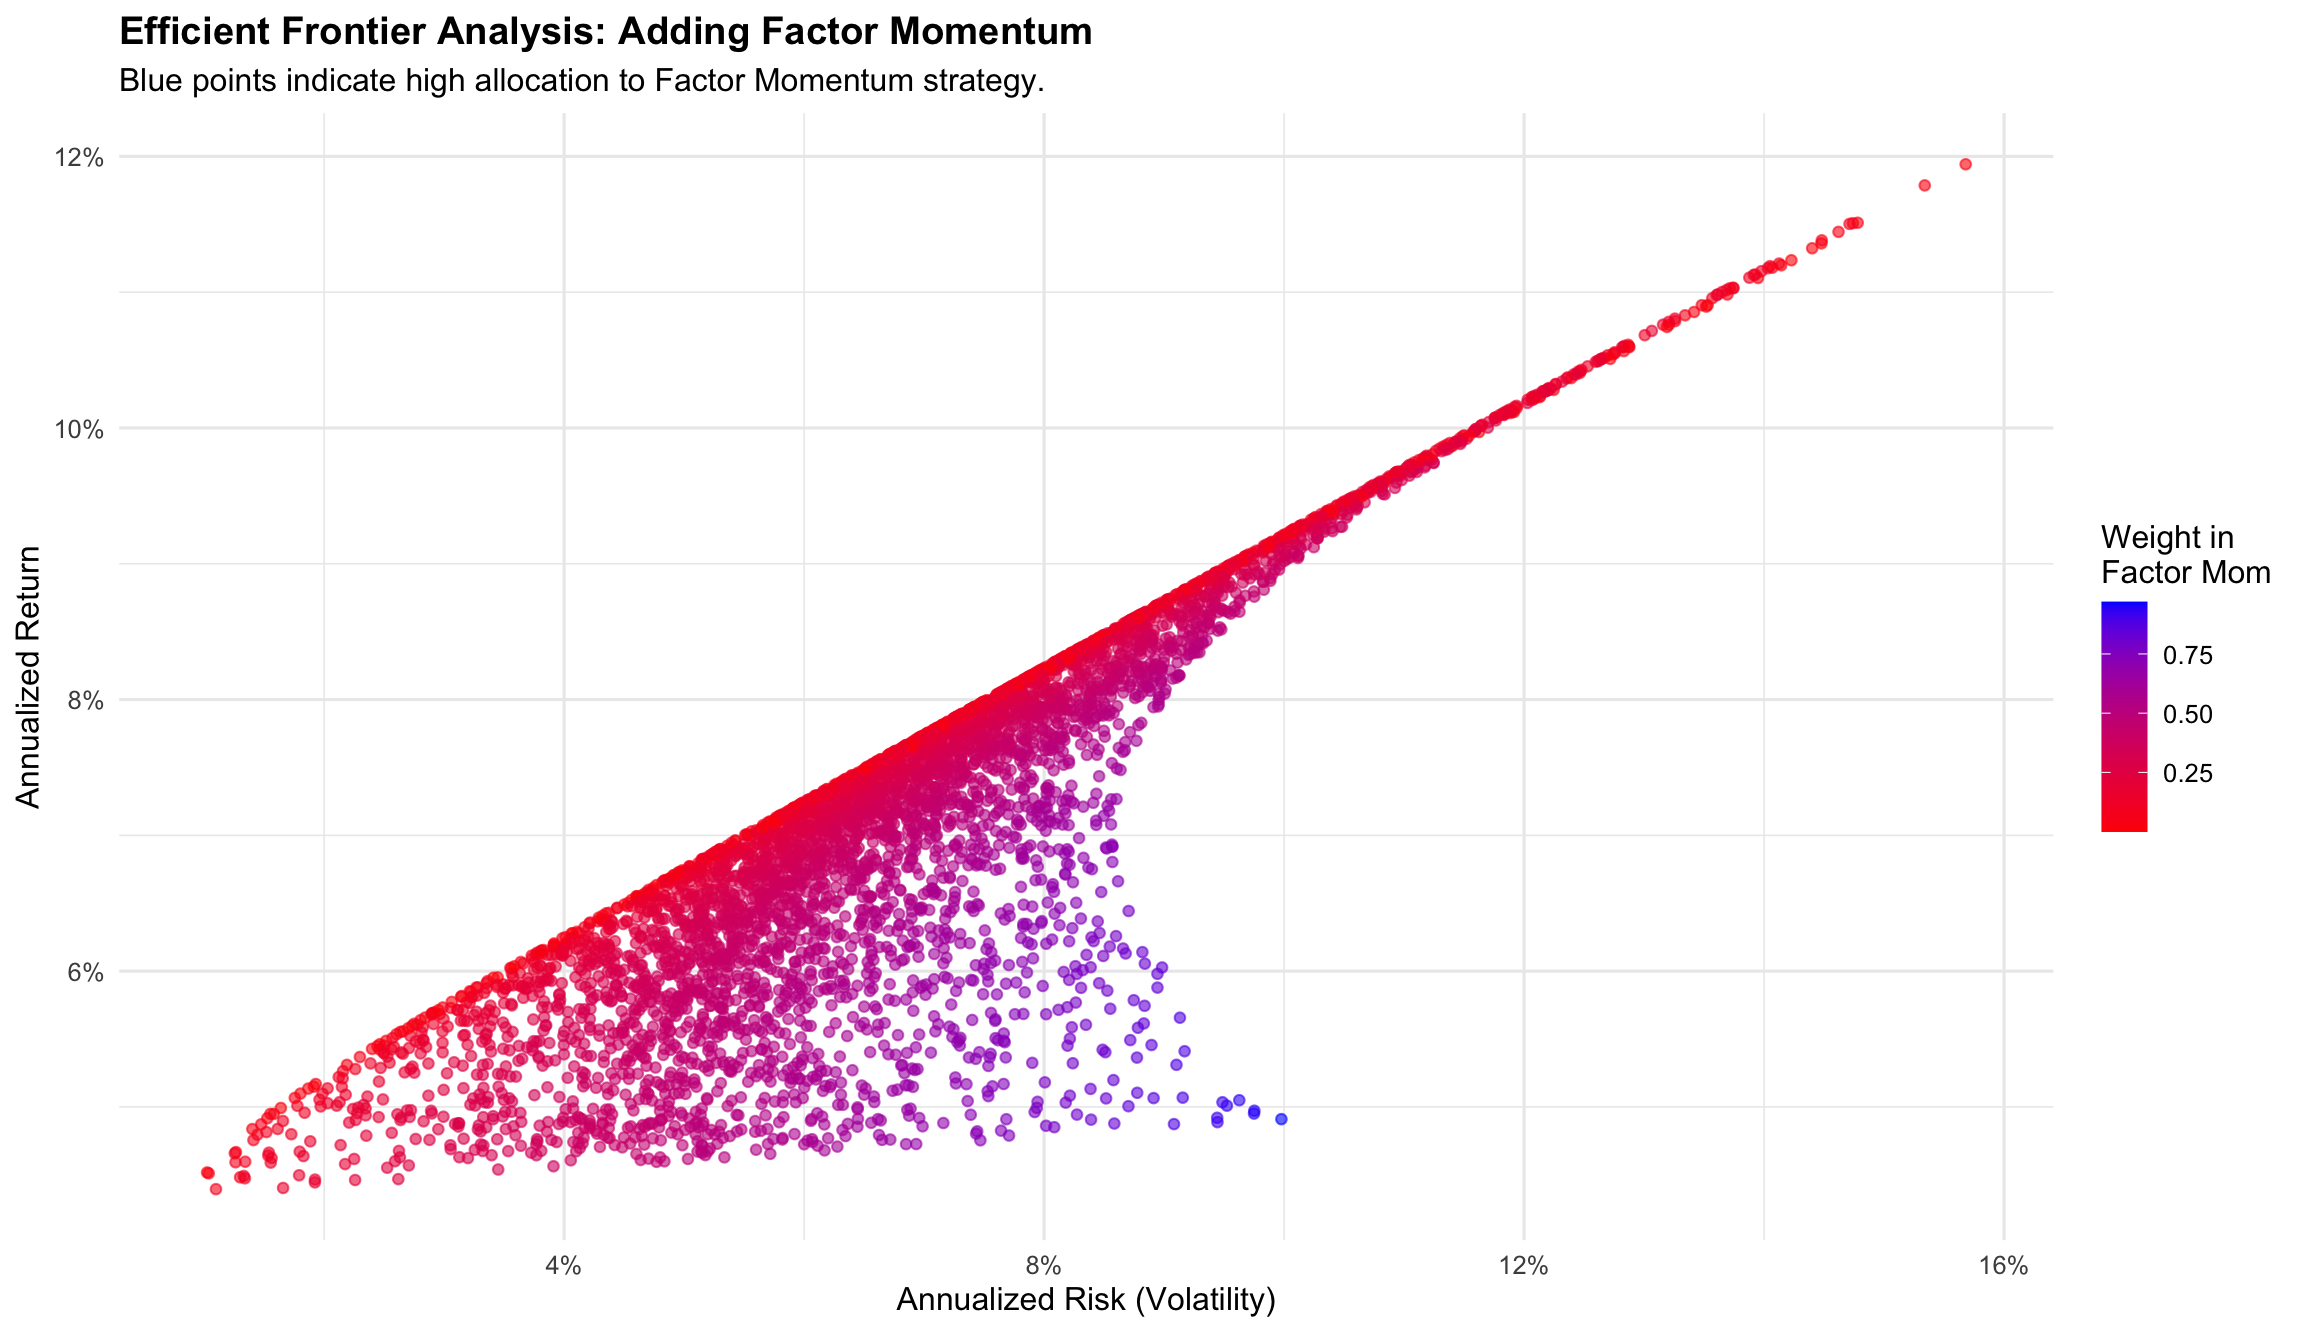 Efficient Frontier Analysis: Adding Factor Momentum
Blue points indicate high allocation to Factor Momentum strategy.
Annualized Return
12%
10%
8%
6%
4%
8%
12%
16%
Annualized Risk (Volatility)
Weight in
Factor Mom
0.75
0.50
0.25